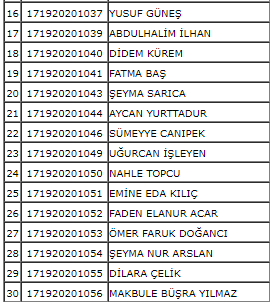 16 171920201037 YUSUF GÜNEŞ
17 171920201039 ABDULHALİM İLHAN
18 171920201040 DİDEM KÜREM
19 171920201041 FATMA BAŞ
20 171920201043 ŞEYMA SARICA
21 171920201044 AYCAN YURTTADUR
22 171920201046 SÜMEYYE CANIPEK
23 171920201049 UĞURCAN İŞLEYEN
24 171920201050 NAHLE TOPCU
25 171920201051 EMİNE EDA KILIÇ
26 171920201052 FADEN ELANUR ACAR
27 171920201053 ÖMER FARUK DOĞANCI
28 171920201054 ŞEYMA NUR ARSLAN
29 171920201055 DİLARA ÇELİK
30 171920201056 MAKBULE BÜŞRA YILMAZ